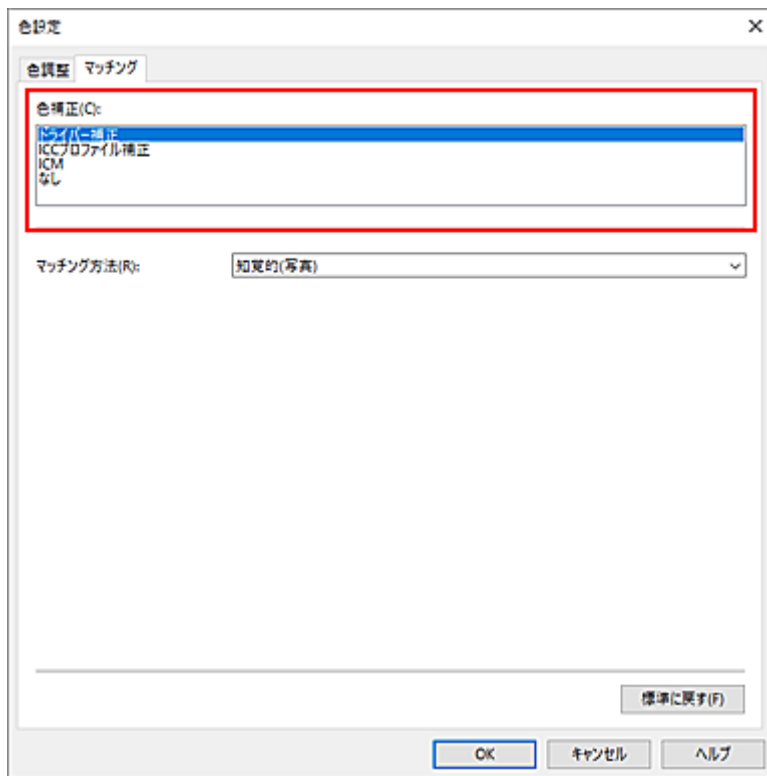 色設定
色調整 マッチング
色補正(C):
ドライバー補正
ICCプロファイル補正
ICM
なし
マッチング方法(R): 知覚的(写真)
標準に戻す(F)
OK キャンセル ヘルプ